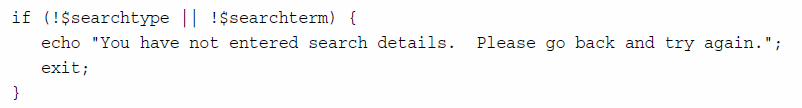 if (!$searchtype || !$searchterm) {
   echo "You have not entered search details.  Please go back and try again.";
   exit;
}